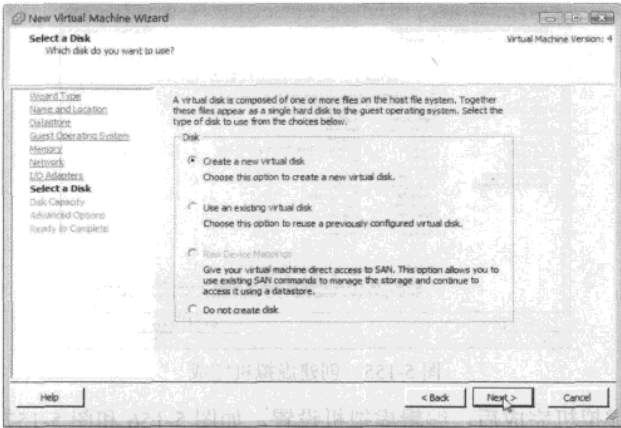 New Virtual Machine Wizard
Select a Disk
Which disk do you want to use?
Virtual Machine Version: 4
Wizard Type
Name and Location
Datastore
Guest Operating System
Memory
Network
I/O Adapters
Select a Disk
Disk Capacity
Advanced Options
Ready to Complete
A virtual disk is composed of one or more files on the host file system. Together
these files appear as a single hard disk to the guest operating system. Select the
type of disk to use from the choices below.
Disk
Create a new virtual disk
Choose this option to create a new virtual disk.
Use an existing virtual disk
Choose this option to reuse a previously configured virtual disk.
Raw Device Mappings
Give your virtual machine direct access to SAN. This option allows you to
use existing SAN commands to manage the storage and continue to
access it using a datastore.
Do not create disk
Help
< Back
Next >
Cancel